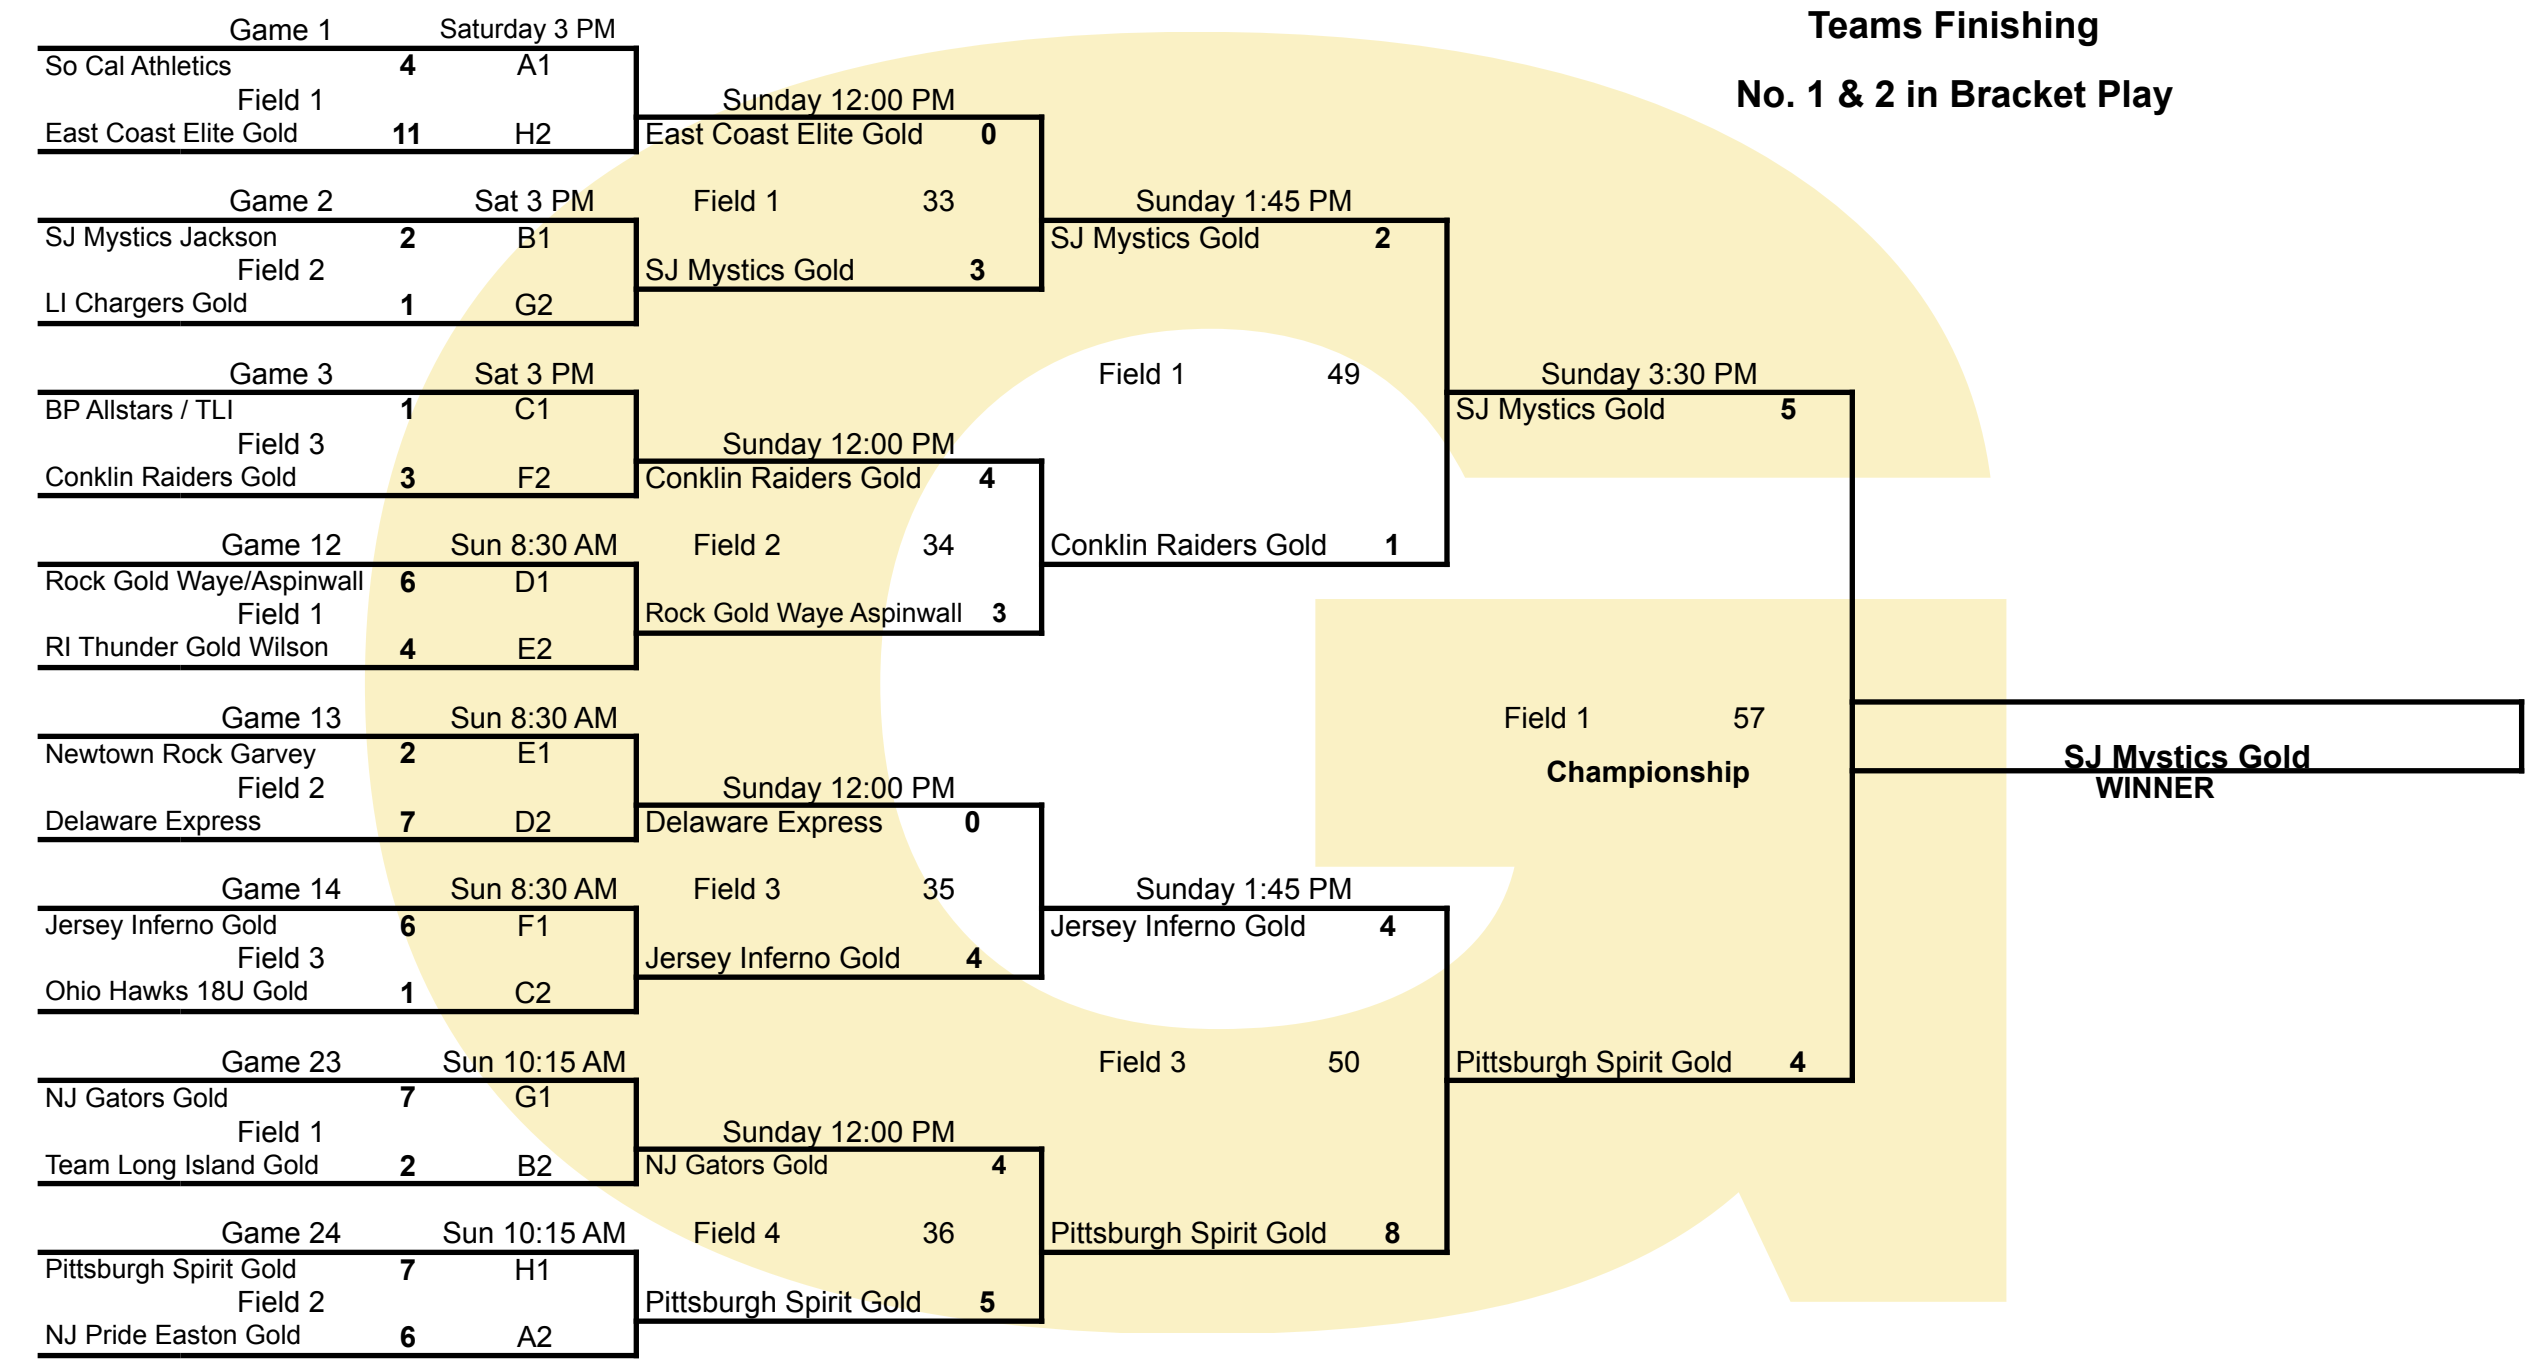 Teams Finishing
No. 1 & 2 in Bracket Play
Game 1 Saturday 3 PM
So Cal Athletics 4 A1
Field 1
East Coast Elite Gold 11 H2
Game 2 Sat 3 PM
SJ Mystics Jackson 2 B1
Field 2
LI Chargers Gold 1 G2
Game 3 Sat 3 PM
BP Allstars / TLI 1 C1
Field 3
Conklin Raiders Gold 3 F2
Game 12 Sun 8:30 AM
Rock Gold Waye/Aspinwall 6 D1
Field 1
RI Thunder Gold Wilson 4 E2
Game 13 Sun 8:30 AM
Newtown Rock Garvey 2 E1
Field 2
Delaware Express 7 D2
Game 14 Sun 8:30 AM
Jersey Inferno Gold 6 F1
Field 3
Ohio Hawks 18U Gold 1 C2
Game 23 Sun 10:15 AM
NJ Gators Gold 7 G1
Field 1
Team Long Island Gold 2 B2
Game 24 Sun 10:15 AM
Pittsburgh Spirit Gold 7 H1
Field 2
NJ Pride Easton Gold 6 A2
Sunday 12:00 PM
East Coast Elite Gold 0
Field 1 33
SJ Mystics Gold 3
Sunday 12:00 PM
Conklin Raiders Gold 4
Field 2 34
Rock Gold Waye Aspinwall 3
Sunday 12:00 PM
Delaware Express 0
Field 3 35
Jersey Inferno Gold 4
Sunday 12:00 PM
NJ Gators Gold 4
Field 4 36
Pittsburgh Spirit Gold 5
Sunday 1:45 PM
SJ Mystics Gold 2
Field 1 49
Conklin Raiders Gold 1
Sunday 1:45 PM
Jersey Inferno Gold 4
Field 3 50
Pittsburgh Spirit Gold 8
Sunday 3:30 PM
SJ Mystics Gold 5
Field 1 57
Championship
Pittsburgh Spirit Gold 4
SJ Mystics Gold
WINNER